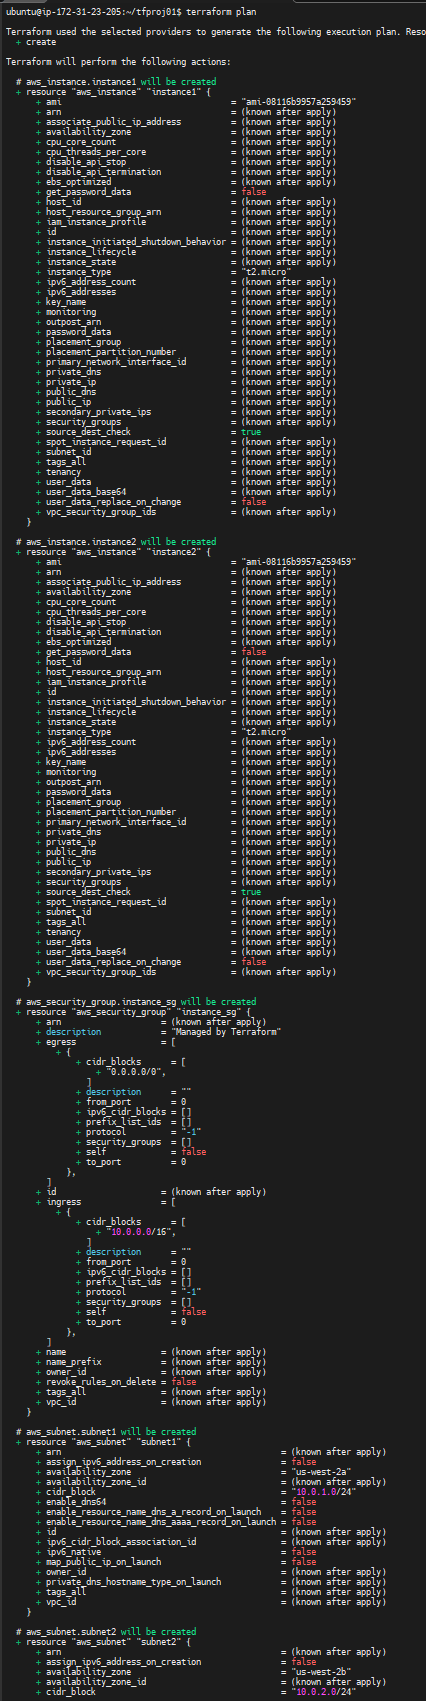 ubuntu@ip-172-31-23-205:~/tfproj01$ terraform plan
Terraform used the selected providers to generate the following execution plan. Reso
+ create
Terraform will perform the following actions:
# aws_instance.instance1 will be created
+ resource "aws_instance" "instance1" {
+ ami = "ami-08116b9957a259459"
+ arn = (known after apply)
+ associate_public_ip_address = (known after apply)
+ availability_zone = (known after apply)
+ cpu_core_count = (known after apply)
+ cpu_threads_per_core = (known after apply)
+ disable_api_stop = (known after apply)
+ disable_api_termination = (known after apply)
+ ebs_optimized = (known after apply)
+ get_password_data = false
+ host_id = (known after apply)
+ host_resource_group_arn = (known after apply)
+ iam_instance_profile = (known after apply)
+ id = (known after apply)
+ instance_initiated_shutdown_behavior = (known after apply)
+ instance_lifecycle = (known after apply)
+ instance_state = (known after apply)
+ instance_type = "t2.micro"
+ ipv6_address_count = (known after apply)
+ ipv6_addresses = (known after apply)
+ key_name = (known after apply)
+ monitoring = (known after apply)
+ outpost_arn = (known after apply)
+ password_data = (known after apply)
+ placement_group = (known after apply)
+ placement_partition_number = (known after apply)
+ primary_network_interface_id = (known after apply)
+ private_dns = (known after apply)
+ private_ip = (known after apply)
+ public_dns = (known after apply)
+ public_ip = (known after apply)
+ secondary_private_ips = (known after apply)
+ security_groups = (known after apply)
+ source_dest_check = true
+ spot_instance_request_id = (known after apply)
+ subnet_id = (known after apply)
+ tags_all = (known after apply)
+ tenancy = (known after apply)
+ user_data = (known after apply)
+ user_data_base64 = (known after apply)
+ user_data_replace_on_change = false
+ vpc_security_group_ids = (known after apply)
}
# aws_instance.instance2 will be created
+ resource "aws_instance" "instance2" {
+ ami = "ami-08116b9957a259459"
+ arn = (known after apply)
+ associate_public_ip_address = (known after apply)
+ availability_zone = (known after apply)
+ cpu_core_count = (known after apply)
+ cpu_threads_per_core = (known after apply)
+ disable_api_stop = (known after apply)
+ disable_api_termination = (known after apply)
+ ebs_optimized = (known after apply)
+ get_password_data = false
+ host_id = (known after apply)
+ host_resource_group_arn = (known after apply)
+ iam_instance_profile = (known after apply)
+ id = (known after apply)
+ instance_initiated_shutdown_behavior = (known after apply)
+ instance_lifecycle = (known after apply)
+ instance_state = (known after apply)
+ instance_type = "t2.micro"
+ ipv6_address_count = (known after apply)
+ ipv6_addresses = (known after apply)
+ key_name = (known after apply)
+ monitoring = (known after apply)
+ outpost_arn = (known after apply)
+ password_data = (known after apply)
+ placement_group = (known after apply)
+ placement_partition_number = (known after apply)
+ primary_network_interface_id = (known after apply)
+ private_dns = (known after apply)
+ private_ip = (known after apply)
+ public_dns = (known after apply)
+ public_ip = (known after apply)
+ secondary_private_ips = (known after apply)
+ security_groups = (known after apply)
+ source_dest_check = true
+ spot_instance_request_id = (known after apply)
+ subnet_id = (known after apply)
+ tags_all = (known after apply)
+ tenancy = (known after apply)
+ user_data = (known after apply)
+ user_data_base64 = (known after apply)
+ user_data_replace_on_change = false
+ vpc_security_group_ids = (known after apply)
}
# aws_security_group.instance_sg will be created
+ resource "aws_security_group" "instance_sg" {
+ arn = (known after apply)
+ description = "Managed by Terraform"
+ egress = [
+ {
+ cidr_blocks = [
+ "0.0.0.0/0",
]
+ description = ""
+ from_port = 0
+ ipv6_cidr_blocks = []
+ prefix_list_ids = []
+ protocol = "-1"
+ security_groups = []
+ self = false
+ to_port = 0
},
]
+ id = (known after apply)
+ ingress = [
+ {
+ cidr_blocks = [
+ "10.0.0.0/16",
]
+ description = ""
+ from_port = 0
+ ipv6_cidr_blocks = []
+ prefix_list_ids = []
+ protocol = "-1"
+ security_groups = []
+ self = false
+ to_port = 0
},
]
+ name = (known after apply)
+ name_prefix = (known after apply)
+ owner_id = (known after apply)
+ revoke_rules_on_delete = false
+ tags_all = (known after apply)
+ vpc_id = (known after apply)
}
# aws_subnet.subnet1 will be created
+ resource "aws_subnet" "subnet1" {
+ arn = (known after apply)
+ assign_ipv6_address_on_creation = false
+ availability_zone = "us-west-2a"
+ availability_zone_id = (known after apply)
+ cidr_block = "10.0.1.0/24"
+ enable_dns64 = false
+ enable_resource_name_dns_a_record_on_launch = false
+ enable_resource_name_dns_aaaa_record_on_launch = false
+ id = (known after apply)
+ ipv6_cidr_block_association_id = (known after apply)
+ ipv6_native = false
+ map_public_ip_on_launch = false
+ owner_id = (known after apply)
+ private_dns_hostname_type_on_launch = (known after apply)
+ tags_all = (known after apply)
+ vpc_id = (known after apply)
}
# aws_subnet.subnet2 will be created
+ resource "aws_subnet" "subnet2" {
+ arn = (known after apply)
+ assign_ipv6_address_on_creation = false
+ availability_zone = "us-west-2b"
+ availability_zone_id = (known after apply)
+ cidr_block = "10.0.2.0/24"